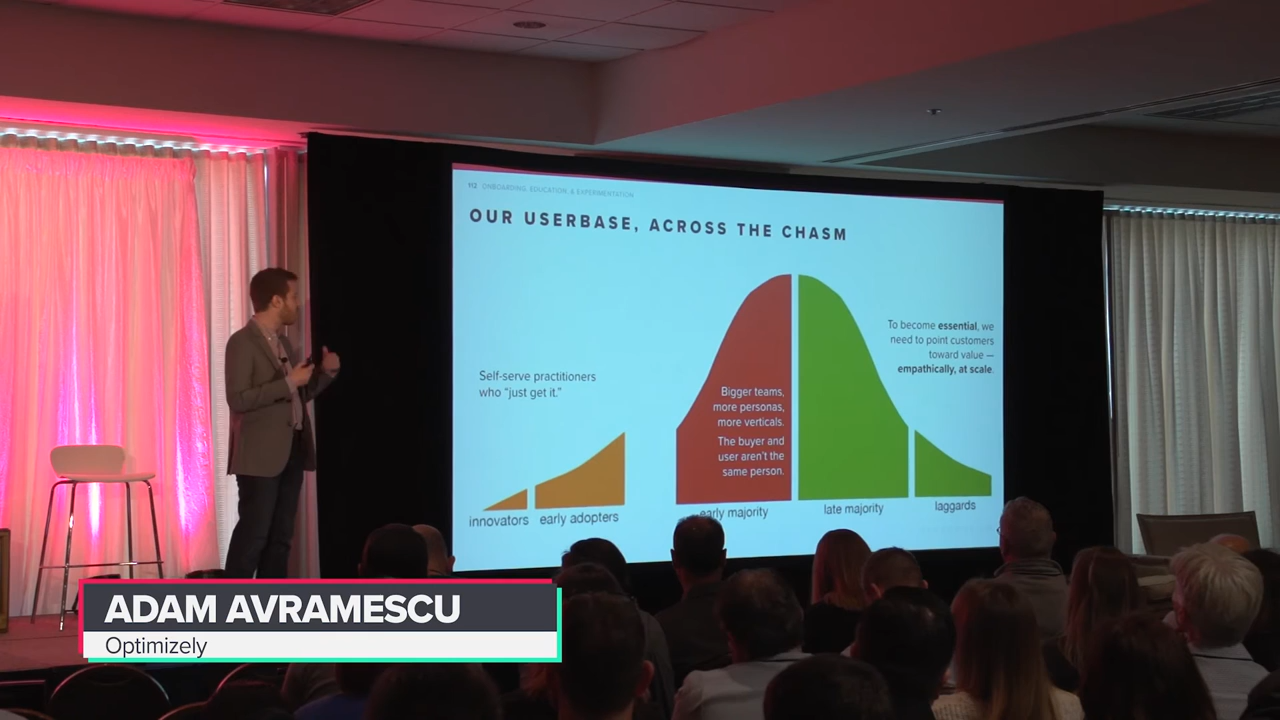 112 ONBOARDING, EDUCATION, & EXPERIMENTATION
OUR USERBASE, ACROSS THE CHASM
Self-serve practitioners
who "just get it."
Bigger teams,
more personas,
more verticals.
The buyer and
user aren't the
same person.
To become essential, we
need to point customers
toward value —
empathically, at scale.
innovators
early adopters
early majority
late majority
laggards
ADAM AVRAMESCU
Optimizely